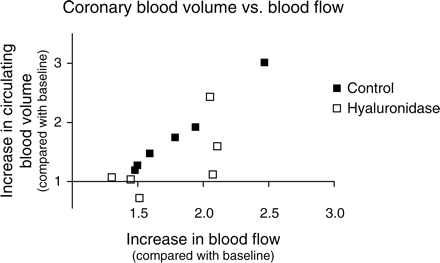 Coronary blood volume vs. blood flow
Increase in circulating
blood volume
(compared with baseline)
3
2
1
1.5
2.0
2.5
3.0
Increase in blood flow
(compared with baseline)
Control
Hyaluronidase